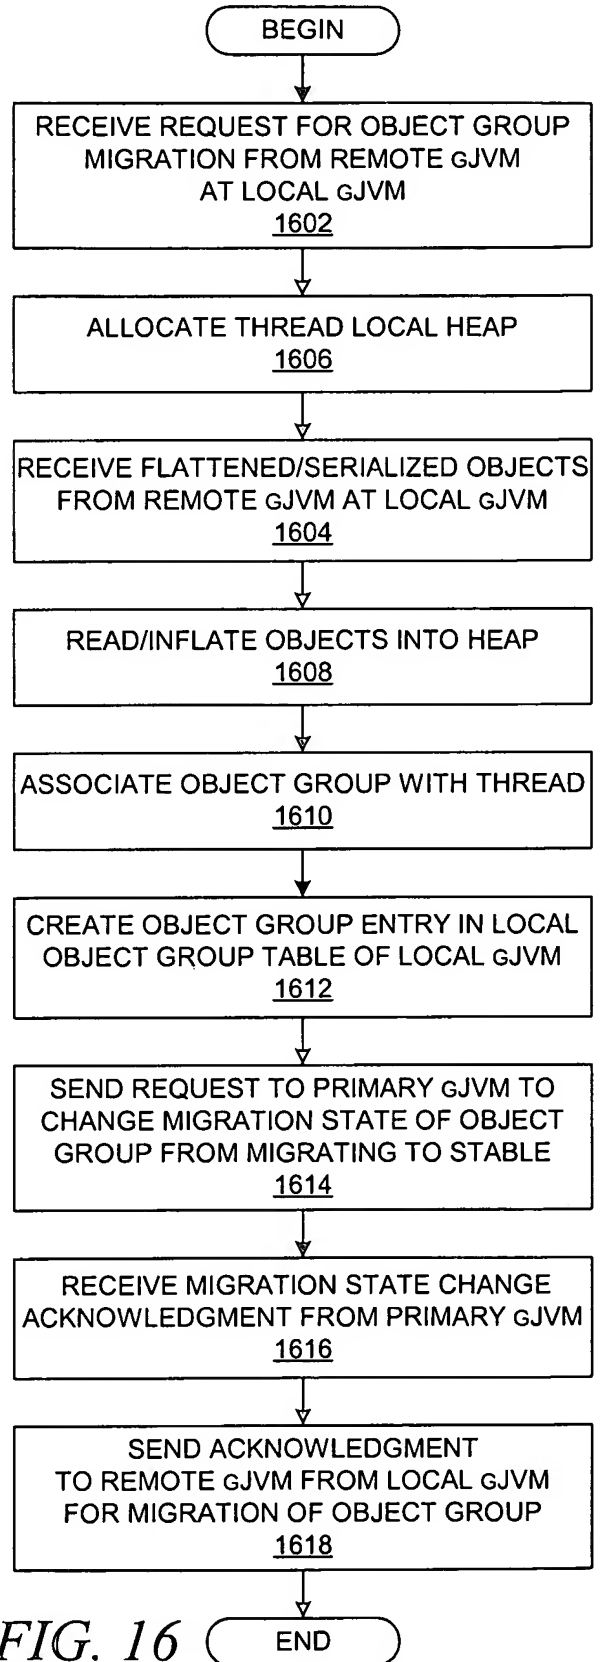 BEGIN
RECEIVE REQUEST FOR OBJECT GROUP
MIGRATION FROM REMOTE GJVM
AT LOCAL GJVM
1602
ALLOCATE THREAD LOCAL HEAP
1606
RECEIVE FLATTENED/SERIALIZED OBJECTS
FROM REMOTE GJVM AT LOCAL GJVM
1604
READ/INFLATE OBJECTS INTO HEAP
1608
ASSOCIATE OBJECT GROUP WITH THREAD
1610
CREATE OBJECT GROUP ENTRY IN LOCAL
OBJECT GROUP TABLE OF LOCAL GJVM
1612
SEND REQUEST TO PRIMARY GJVM TO
CHANGE MIGRATION STATE OF OBJECT
GROUP FROM MIGRATING TO STABLE
1614
RECEIVE MIGRATION STATE CHANGE
ACKNOWLEDGMENT FROM PRIMARY GJVM
1616
SEND ACKNOWLEDGMENT
TO REMOTE GJVM FROM LOCAL GJVM
FOR MIGRATION OF OBJECT GROUP
1618
FIG. 16
END